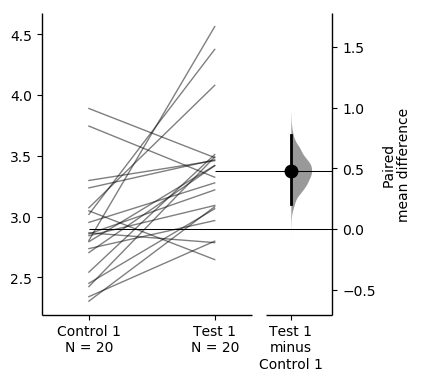 4.5
4.0
3.5
3.0
2.5
1.5
1.0
0.5
0.0
−0.5
Paired
mean difference
Control 1
N = 20
Test 1
N = 20
Test 1
minus
Control 1